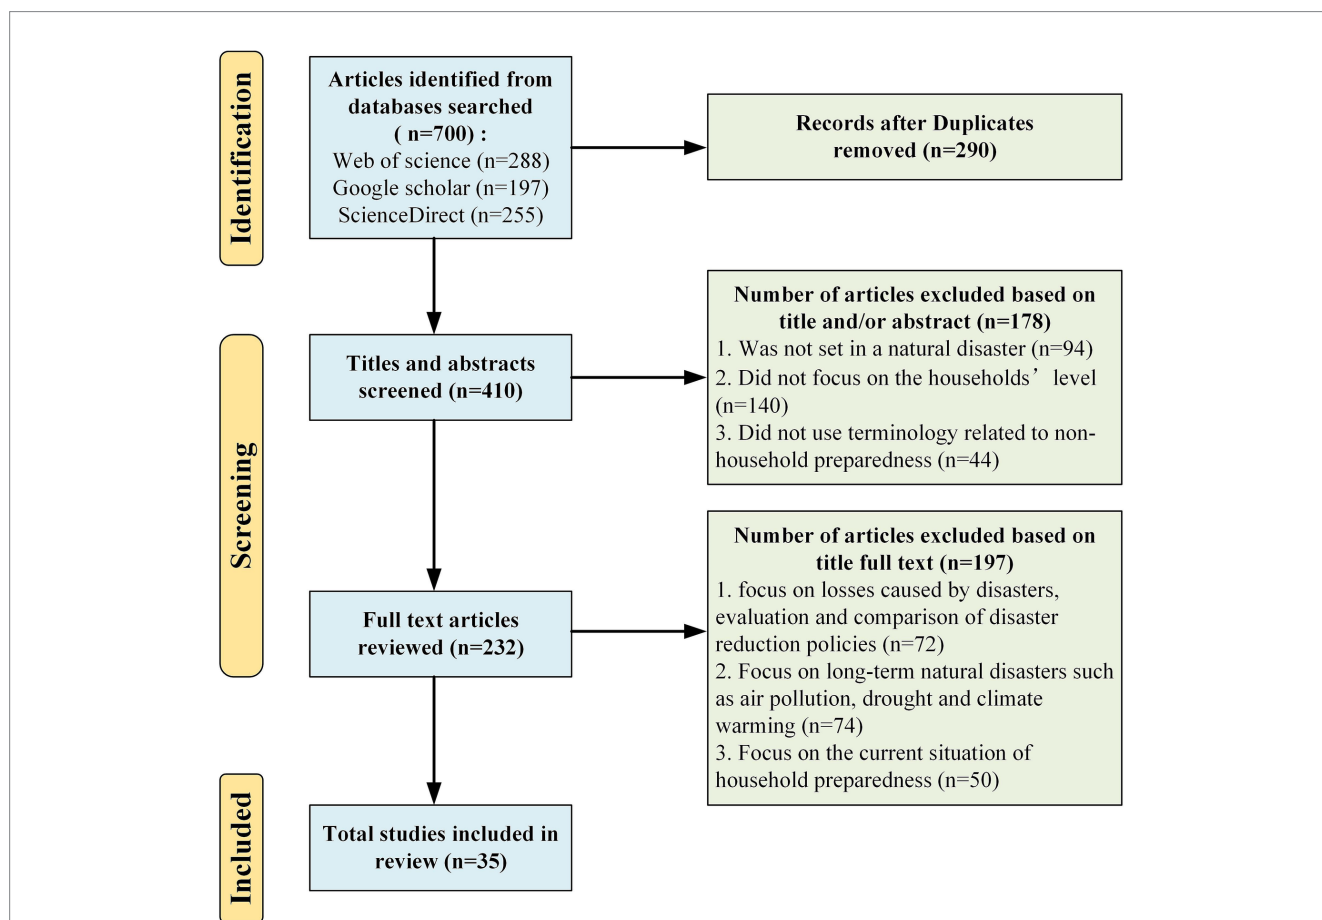 Identification
Articles identified from
databases searched
( n=700) :
Web of science (n=288)
Google scholar (n=197)
ScienceDirect (n=255)
Records after Duplicates
removed (n=290)
Screening
Titles and abstracts
screened (n=410)
Number of articles excluded based on
title and/or abstract (n=178)
1. Was not set in a natural disaster (n=94)
2. Did not focus on the households’ level
(n=140)
3. Did not use terminology related to non-
household preparedness (n=44)
Full text articles
reviewed (n=232)
Number of articles excluded based on
title full text (n=197)
1. focus on losses caused by disasters,
evaluation and comparison of disaster
reduction policies (n=72)
2. Focus on long-term natural disasters such
as air pollution, drought and climate
warming (n=74)
3. Focus on the current situation of
household preparedness (n=50)
Included
Total studies included in
review (n=35)